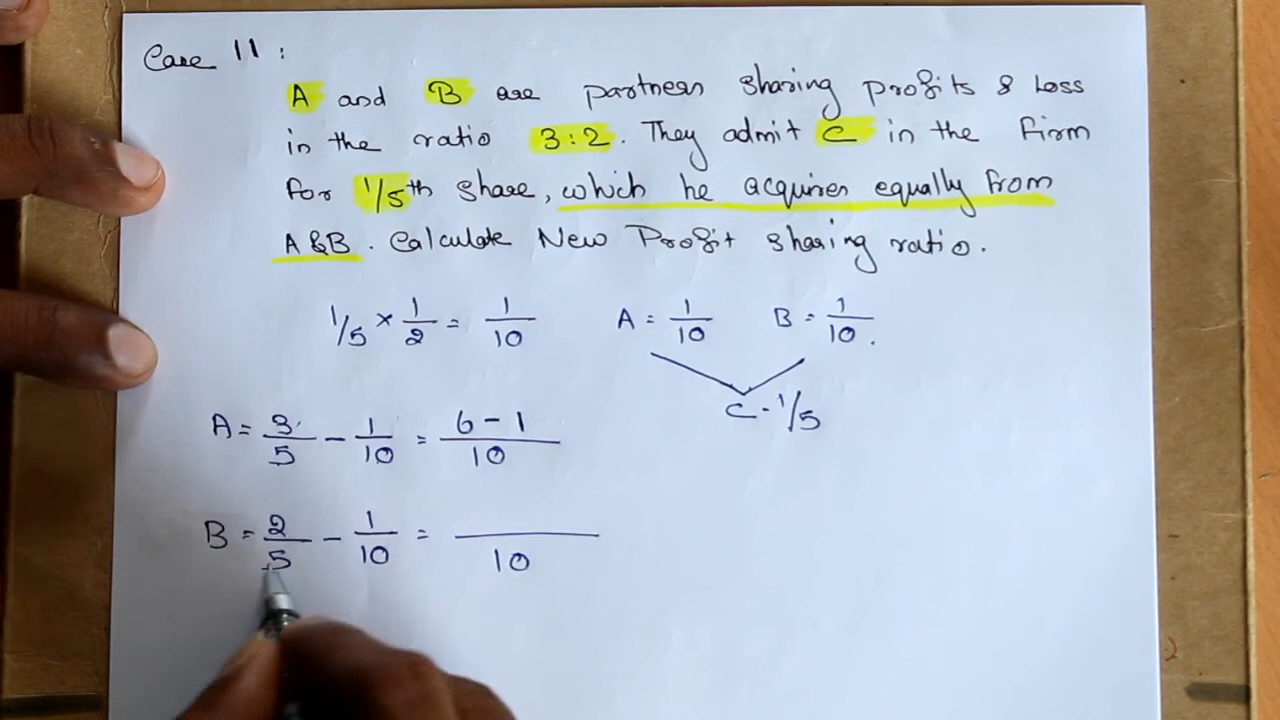 Case 11 :
A and B are partners sharing profits & Loss
in the ratio 3:2. They admit C in the Firm
for 1/5th share, which he acquires equally from
A & B. Calculate New Profit sharing ratio.
1/5 × 1/2 = 1/10 A = 1/10 B = 1/10.
C - 1/5
A = 3/5 - 1/10 = 6 - 1/10
B = 2/5 - 1/10 = /10